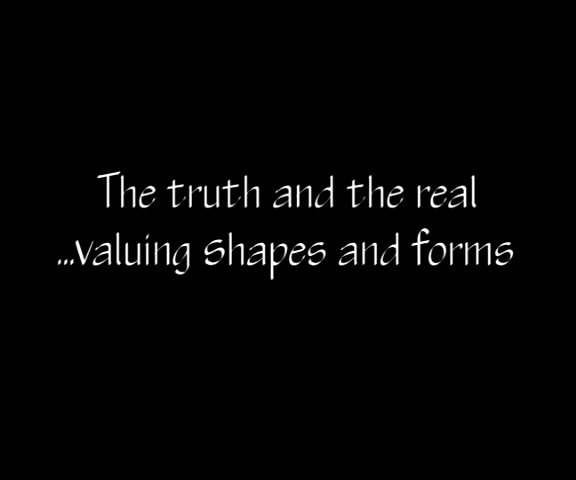 The truth and the real
...valuing shapes and forms